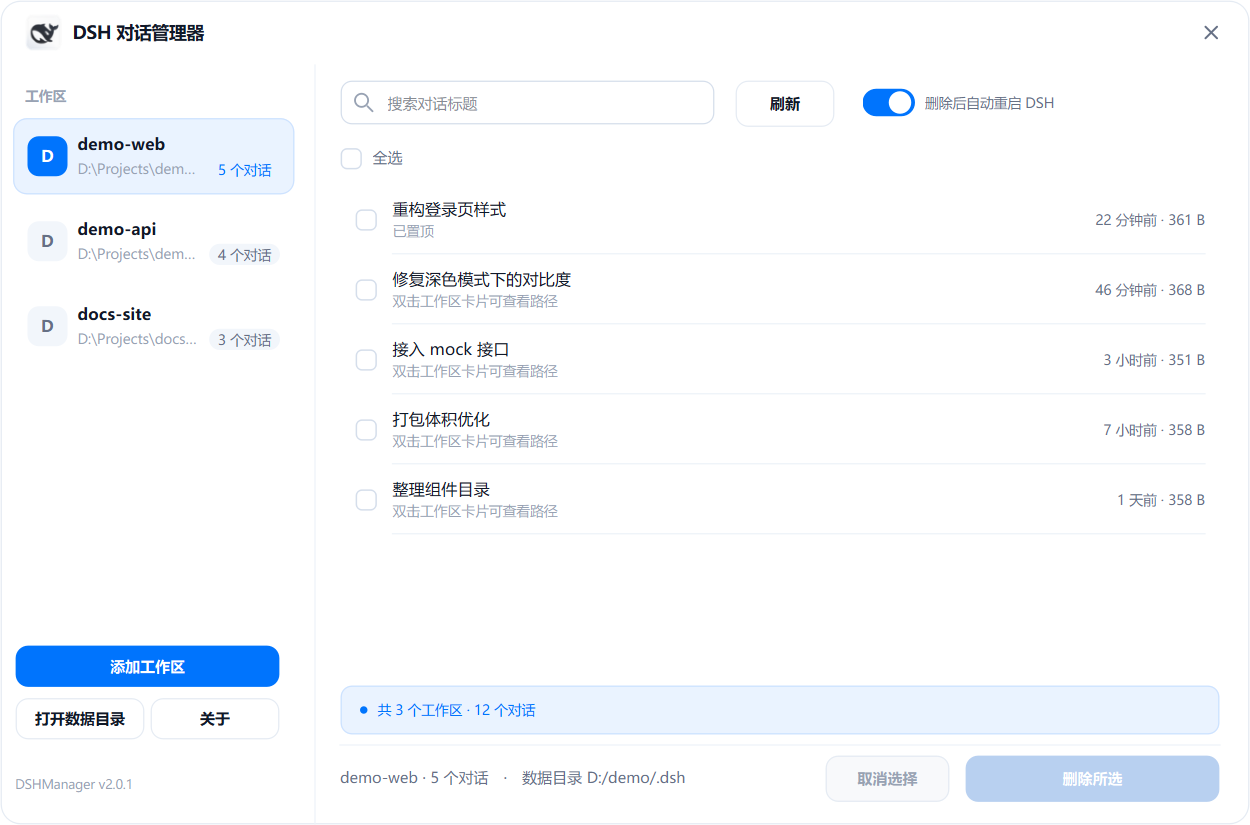 DSH 对话管理器
工作区
D
demo-web
D:\Projects\dem...
5 个对话
D
demo-api
D:\Projects\dem...
4 个对话
D
docs-site
D:\Projects\docs...
3 个对话
添加工作区
打开数据目录
关于
DSHManager v2.0.1
搜索对话标题
刷新
删除后自动重启 DSH
全选
重构登录页样式
已置顶
22 分钟前 · 361 B
修复深色模式下的对比度
双击工作区卡片可查看路径
46 分钟前 · 368 B
接入 mock 接口
双击工作区卡片可查看路径
3 小时前 · 351 B
打包体积优化
双击工作区卡片可查看路径
7 小时前 · 358 B
整理组件目录
双击工作区卡片可查看路径
1 天前 · 358 B
共 3 个工作区 · 12 个对话
demo-web · 5 个对话 · 数据目录 D:/demo/.dsh
取消选择
删除所选